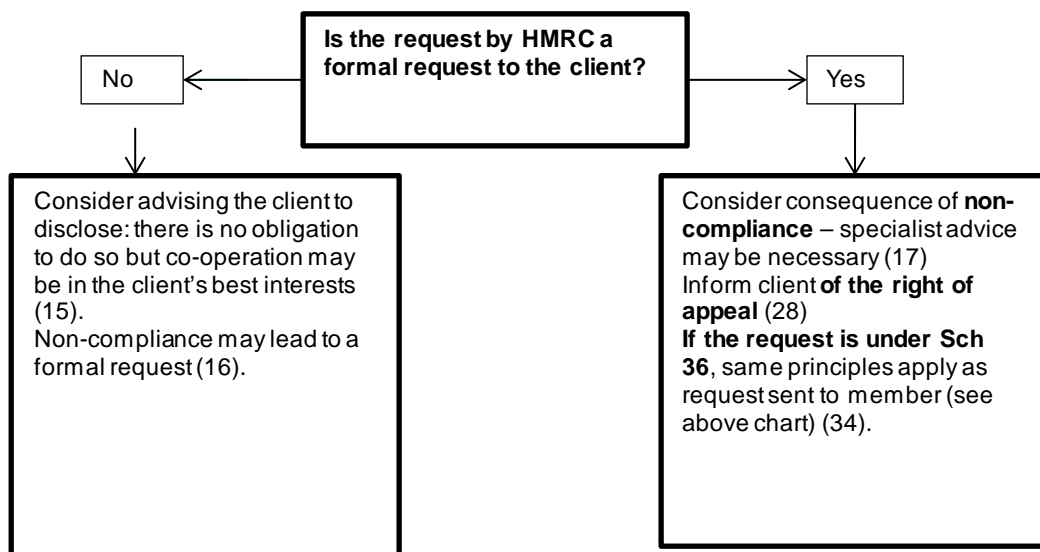 Is the request by HMRC a
formal request to the client?
No
Yes
Consider advising the client to
disclose: there is no obligation
to do so but co-operation may
be in the client's best interests
(15).
Non-compliance may lead to a
formal request (16).
Consider consequence of non-
compliance – specialist advice
may be necessary (17)
Inform client of the right of
appeal (28)
If the request is under Sch
36, same principles apply as
request sent to member (see
above chart) (34).